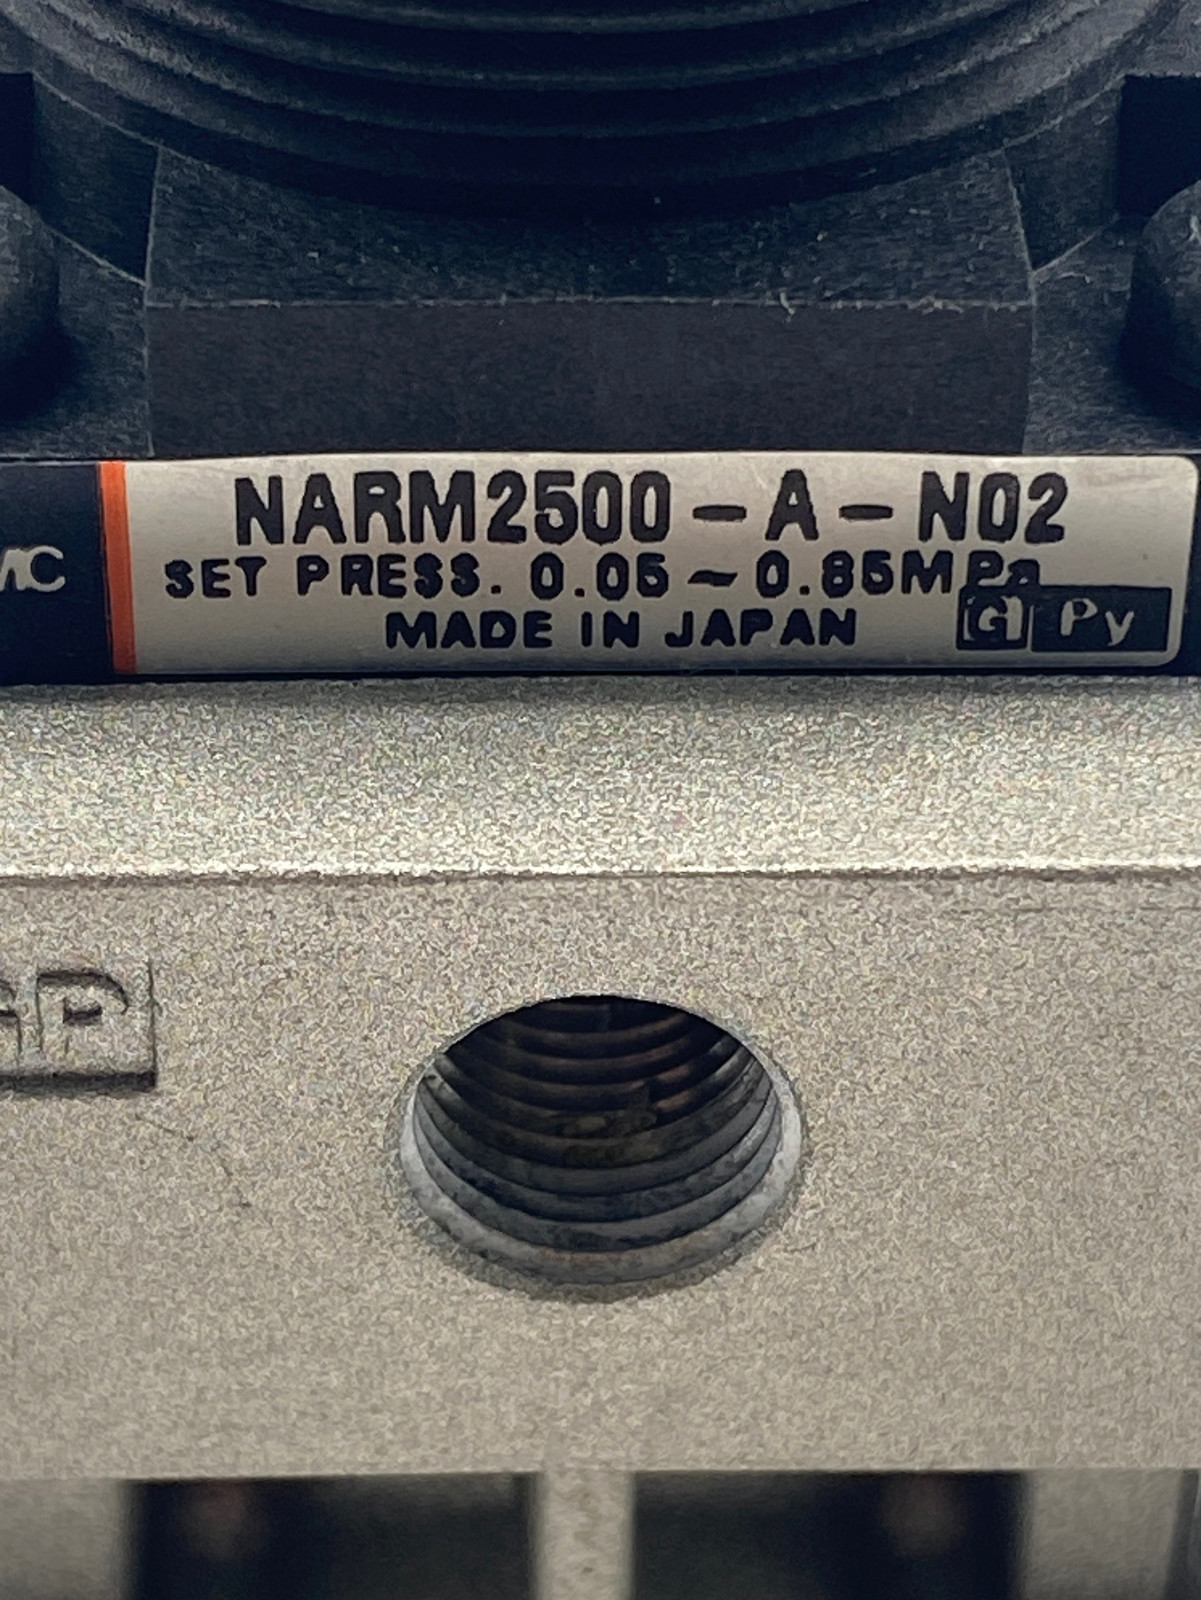 NARM2500-A-N02
SET PRESS. 0.05~0.85MPa
MADE IN JAPAN
G Py